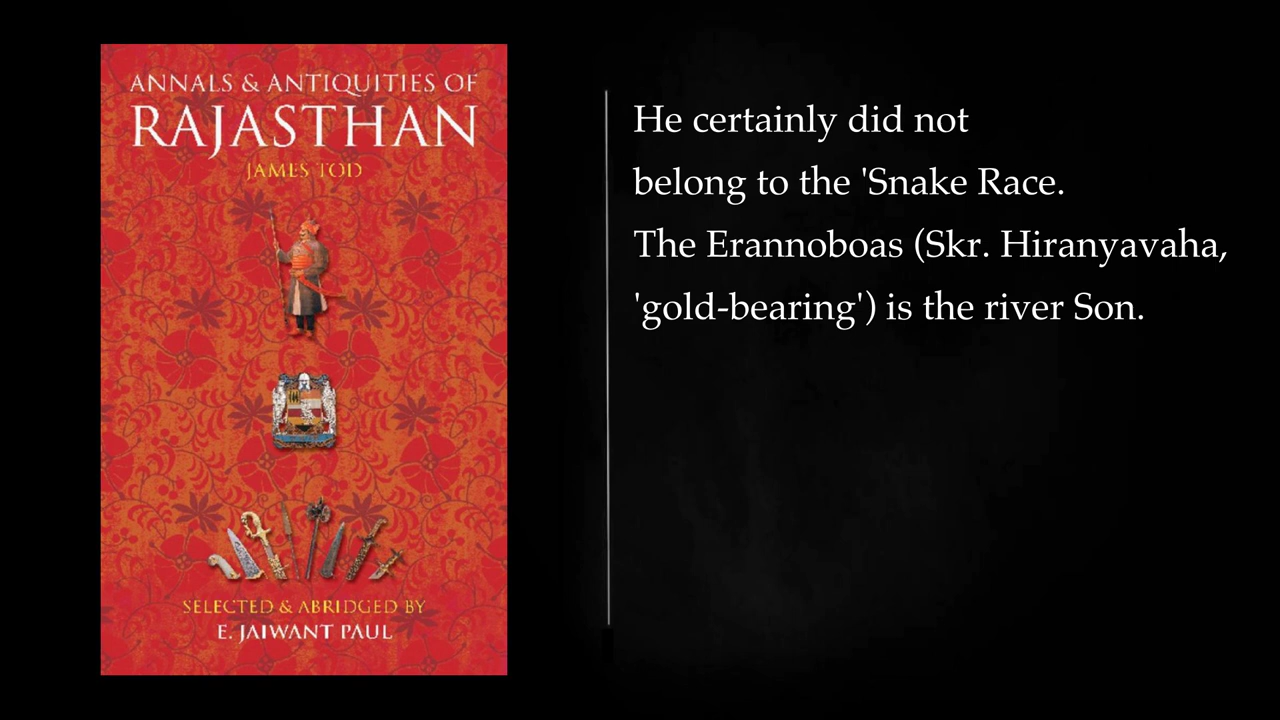 ANNALS & ANTIQUITIES OF
RAJASTHAN
JAMES TOD
SELECTED & ABRIDGED BY
E. JAIWANT PAUL
He certainly did not
belong to the 'Snake Race.
The Erannoboas (Skr. Hiranyavaha,
'gold-bearing') is the river Son.